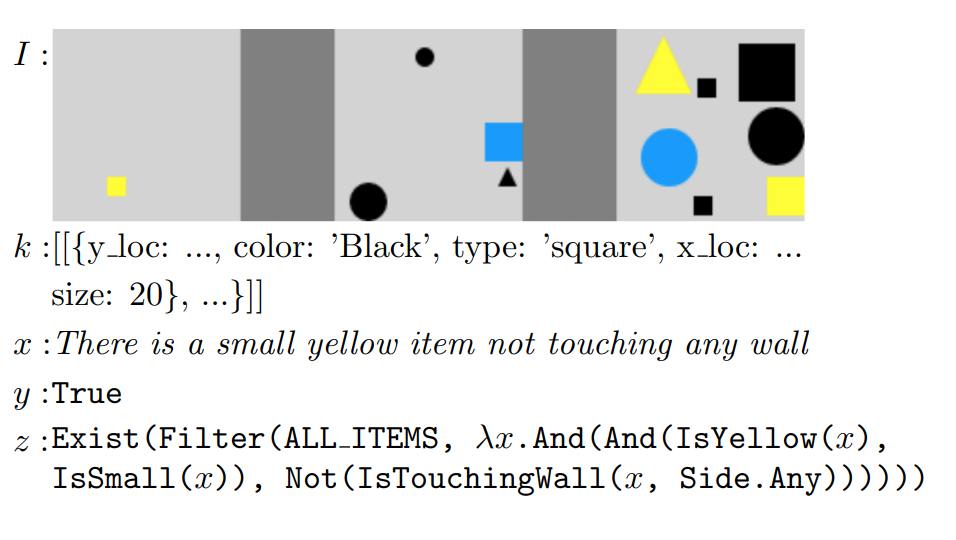 I :
k :[[{y_loc: ..., color: ’Black’, type: ’square’, x_loc: ...
size: 20}, ...}]]
x :There is a small yellow item not touching any wall
y :True
z :Exist(Filter(ALL_ITEMS, λx.And(And(IsYellow(x),
IsSmall(x)), Not(IsTouchingWall(x, Side.Any))))))